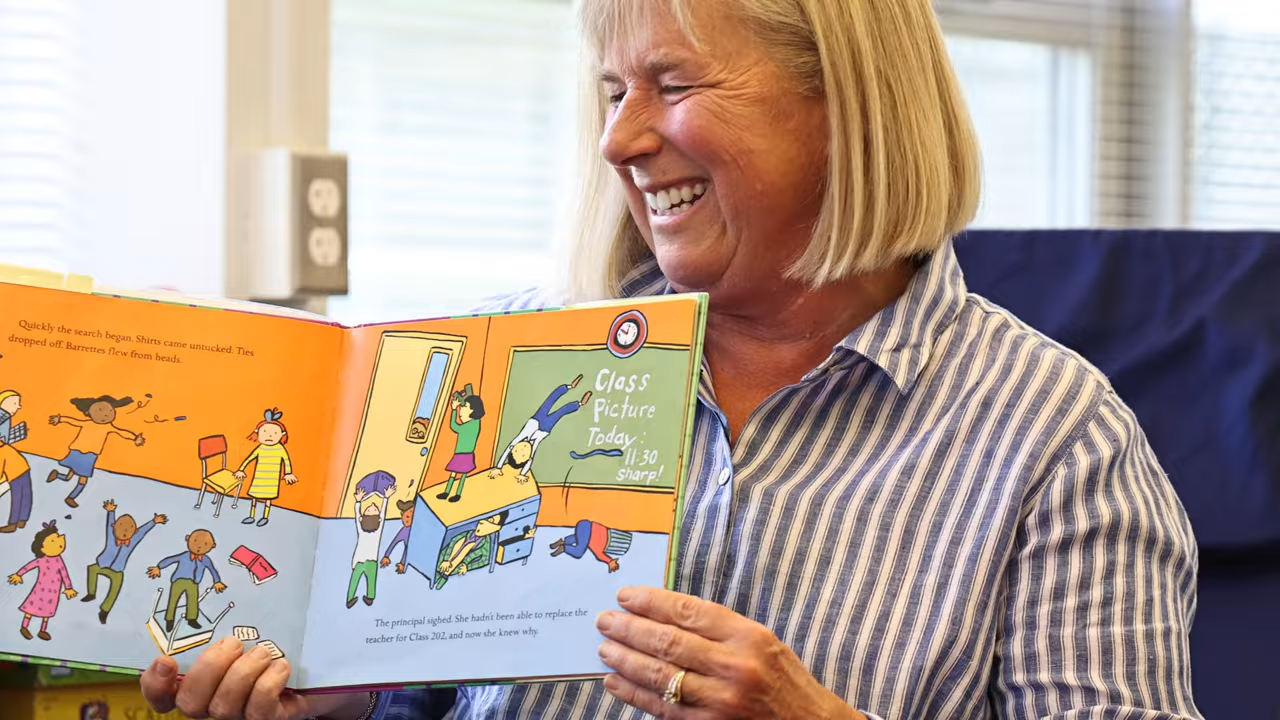 Quickly the search began. Shirts came untucked. Ties
dropped off. Barrettes flew from heads.
Class
Picture
Today:
11:30
sharp!
The principal sighed. She hadn't been able to replace the
teacher for Class 202, and now she knew why.